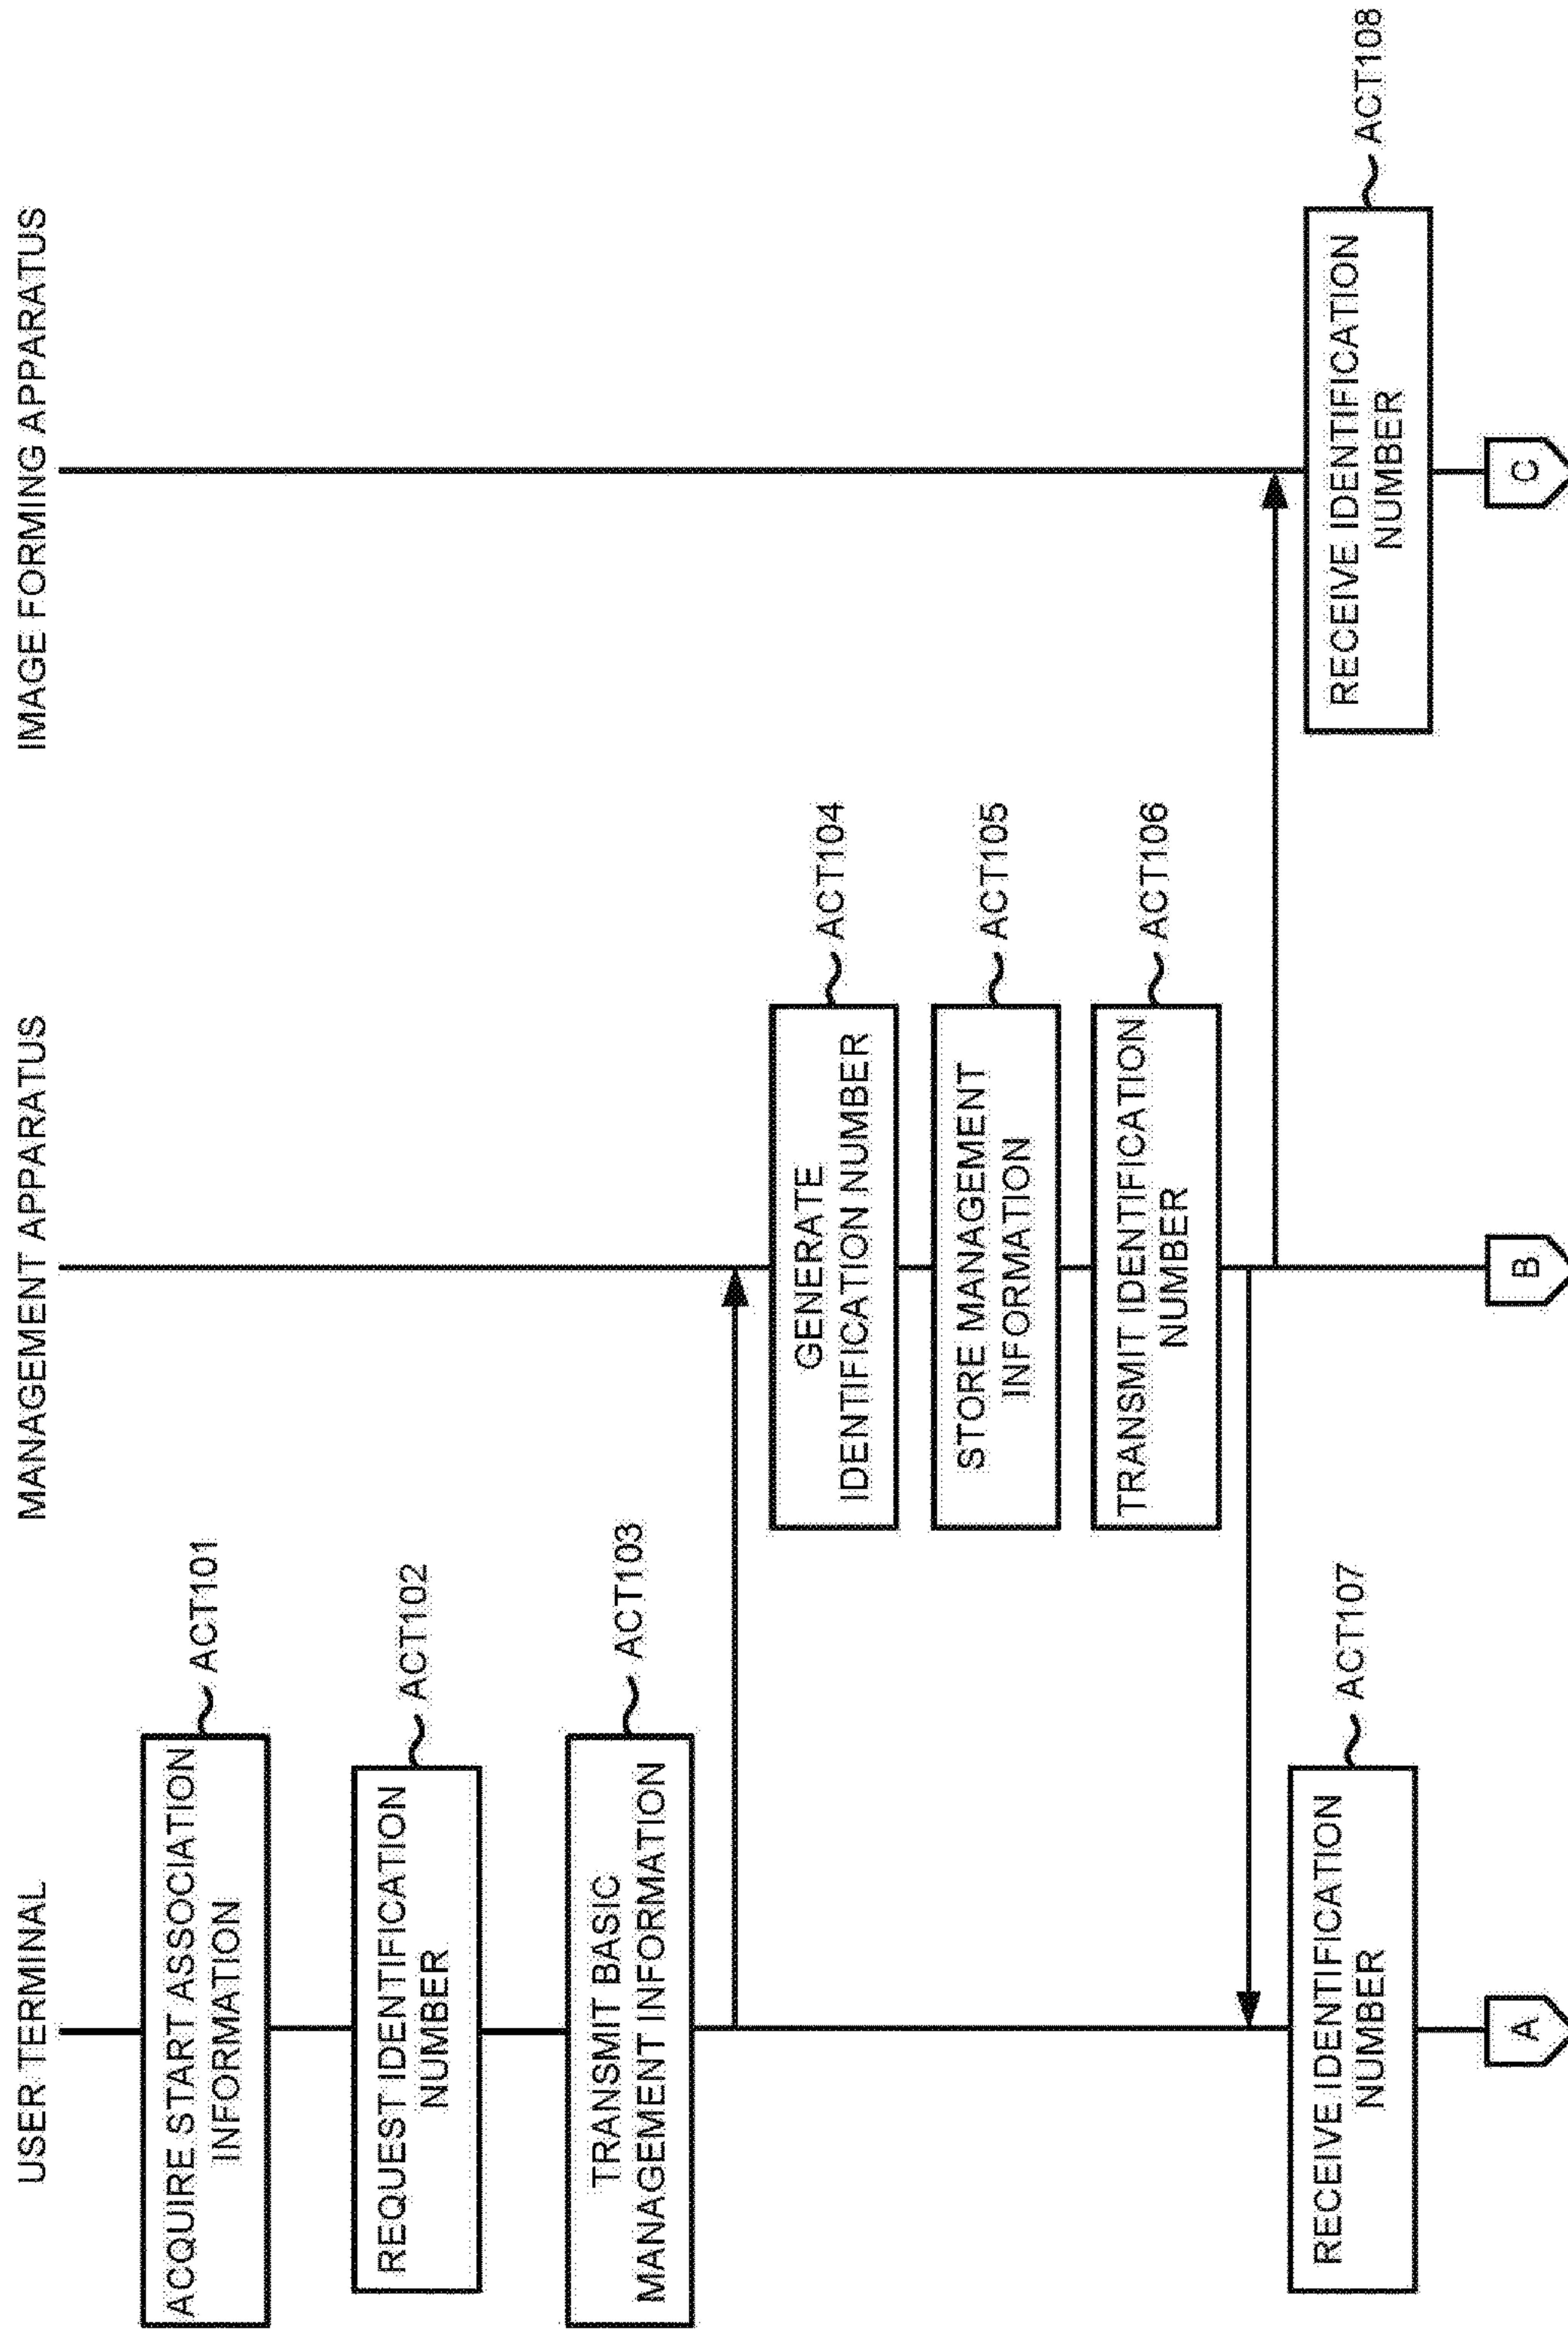 USER TERMINAL
MANAGEMENT APPARATUS
IMAGE FORMING APPARATUS
ACQUIRE START ASSOCIATION
INFORMATION
ACT101
REQUEST IDENTIFICATION
NUMBER
ACT102
TRANSMIT BASIC
MANAGEMENT INFORMATION
ACT103
GENERATE
IDENTIFICATION NUMBER
ACT104
STORE MANAGEMENT
INFORMATION
ACT105
TRANSMIT IDENTIFICATION
NUMBER
ACT106
RECEIVE IDENTIFICATION
NUMBER
ACT107
RECEIVE IDENTIFICATION
NUMBER
ACT108
A
B
C